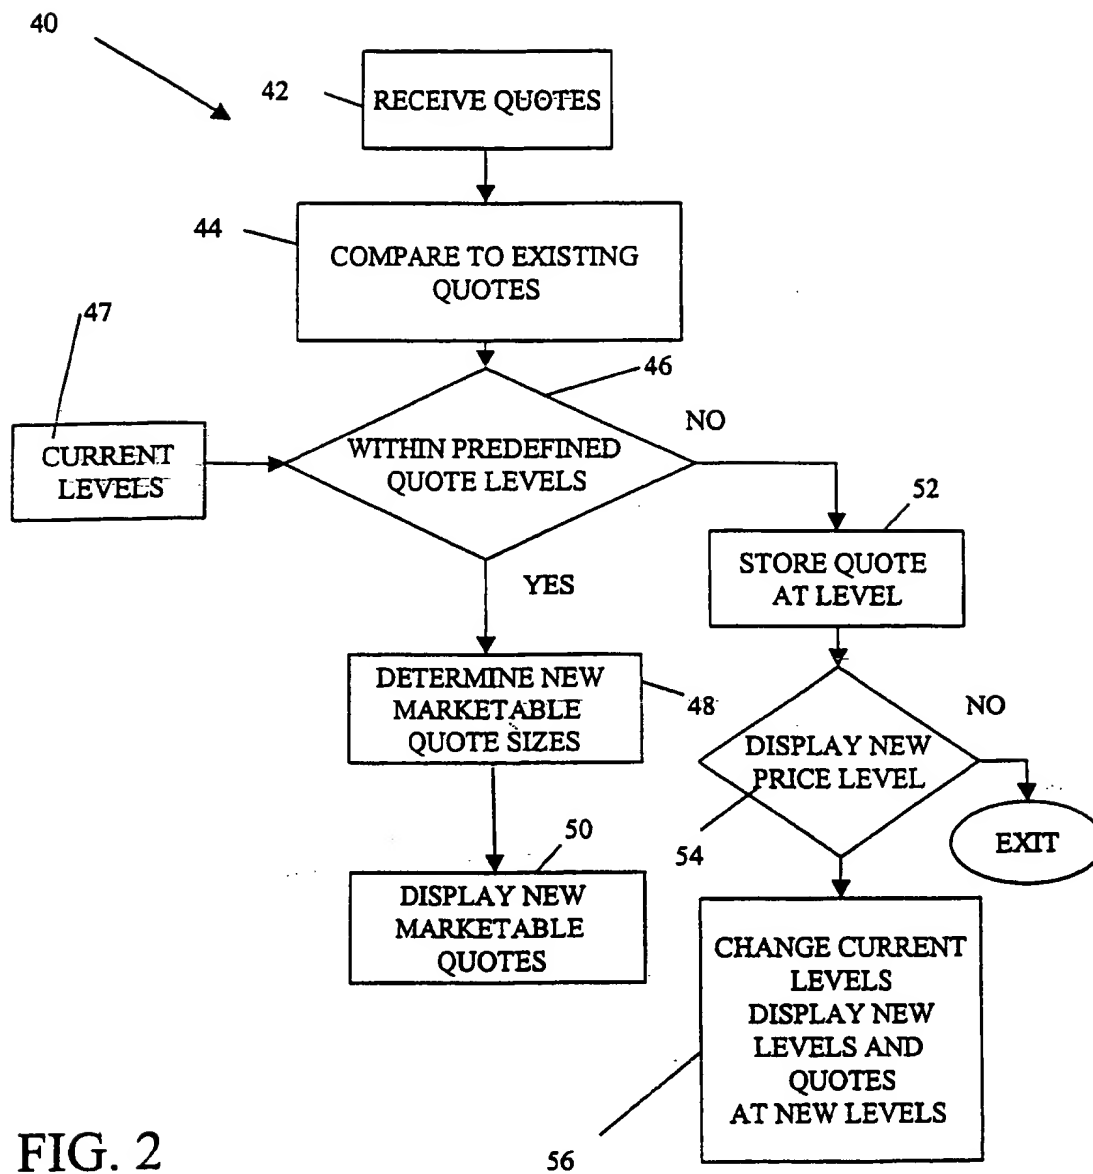 40
42
RECEIVE QUOTES
44
COMPARE TO EXISTING
QUOTES
47
46
NO
CURRENT
LEVELS
WITHIN PREDEFINED
QUOTE LEVELS
52
YES
STORE QUOTE
AT LEVEL
DETERMINE NEW
MARKETABLE
QUOTE SIZES
48
NO
DISPLAY NEW
PRICE LEVEL
50
54
EXIT
DISPLAY NEW
MARKETABLE
QUOTES
CHANGE CURRENT
LEVELS
DISPLAY NEW
LEVELS AND
QUOTES
AT NEW LEVELS
FIG. 2
56